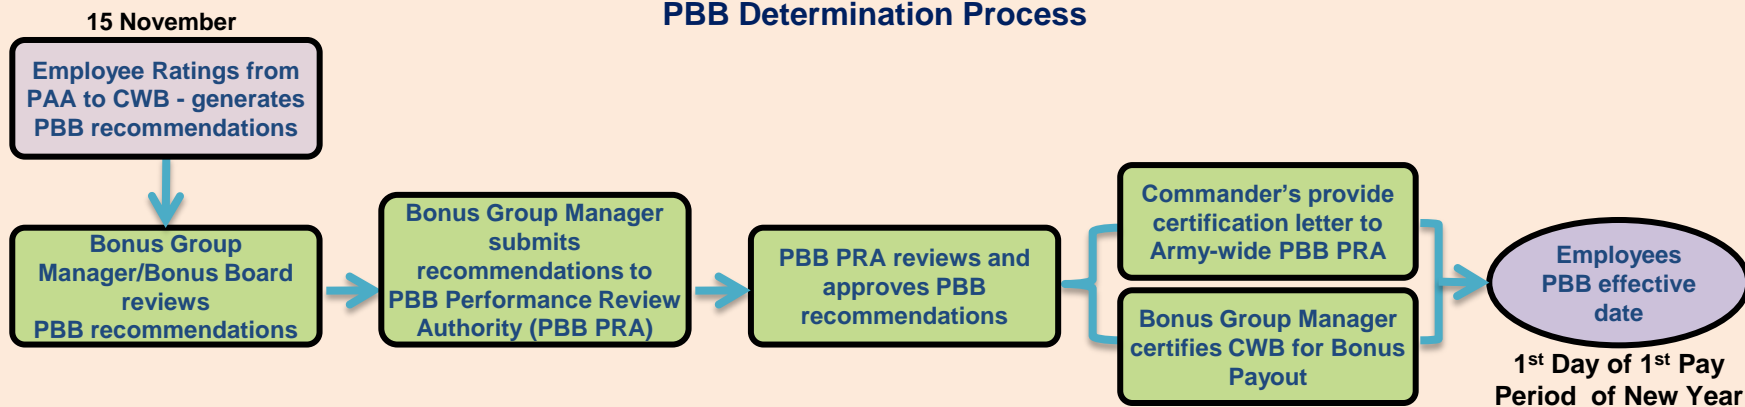 PBB Determination Process
15 November
Employee Ratings from
PAA to CWB - generates
PBB recommendations
Bonus Group
Manager/Bonus Board
reviews
PBB recommendations
Bonus Group Manager
submits
recommendations to
PBB Performance Review
Authority (PBB PRA)
PBB PRA reviews and
approves PBB
recommendations
Commander’s provide
certification letter to
Army-wide PBB PRA
Bonus Group Manager
certifies CWB for Bonus
Payout
Employees
PBB effective
date
1st Day of 1st Pay
Period of New Year